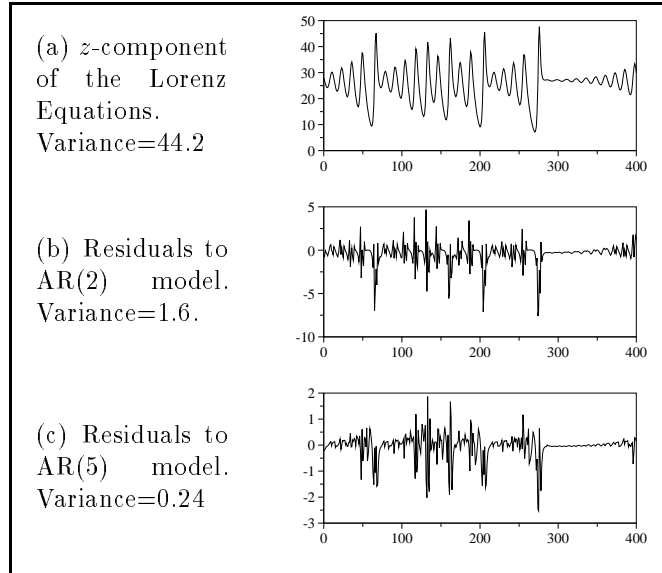 (a) z-component
of the Lorenz
Equations.
Variance=44.2
50
40
30
20
10
0
0 100 200 300 400
(b) Residuals to
AR(2) model.
Variance=1.6.
5
0
-5
-10
0 100 200 300 400
(c) Residuals to
AR(5) model.
Variance=0.24
2
1
0
-1
-2
-3
0 100 200 300 400